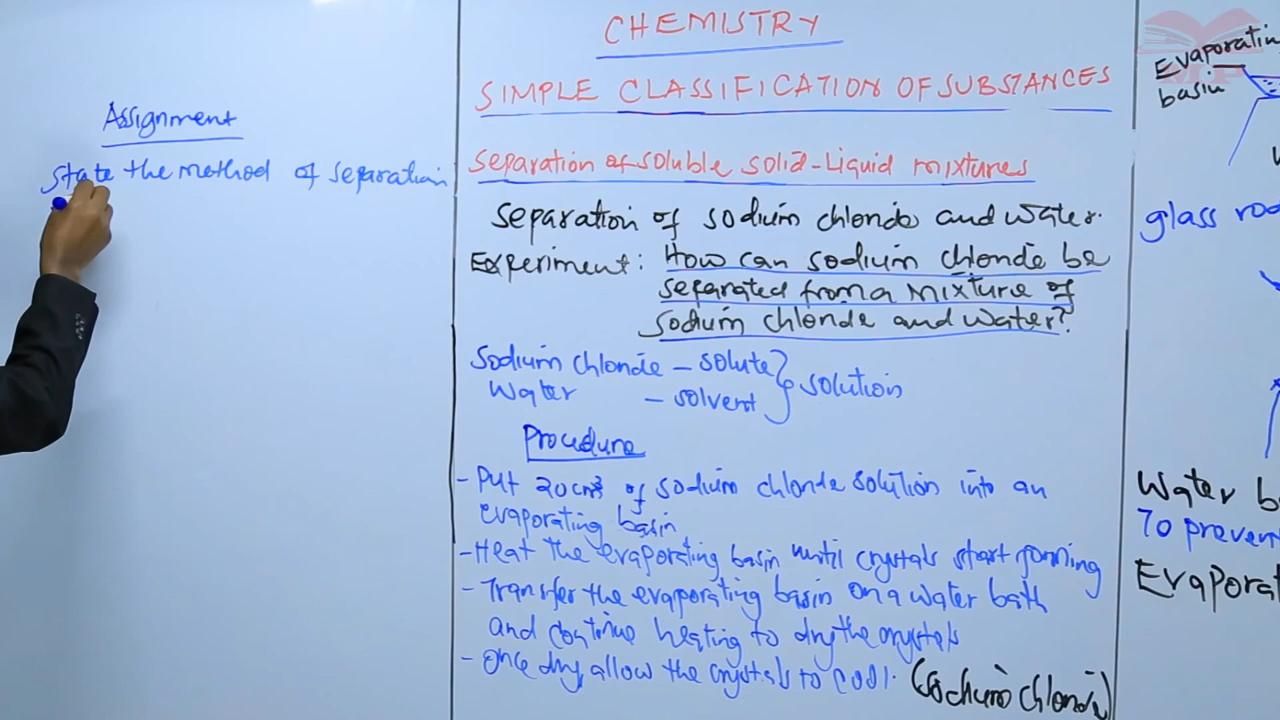 Assignment
State the method of separation
CHEMISTRY
SIMPLE CLASSIFICATION OF SUBSTANCES
Separation of soluble solid-Liquid mixtures
Separation of sodium chloride and water.
Experiment: How can sodium chloride be
separated from a mixture of
sodium chloride and water?
Sodium chloride - solute
Water - solvent } solution
Procedure
- Put 20cm³ of sodium chloride solution into an
evaporating basin
- Heat the evaporating basin until crystals start forming
- Transfer the evaporating basin on a water bath
and continue heating to dry the crystals
- Once dry, allow the crystals to cool. (sodium chloride)
Evaporatin
basin
glass rod
Water b
To prevent
Evaporat